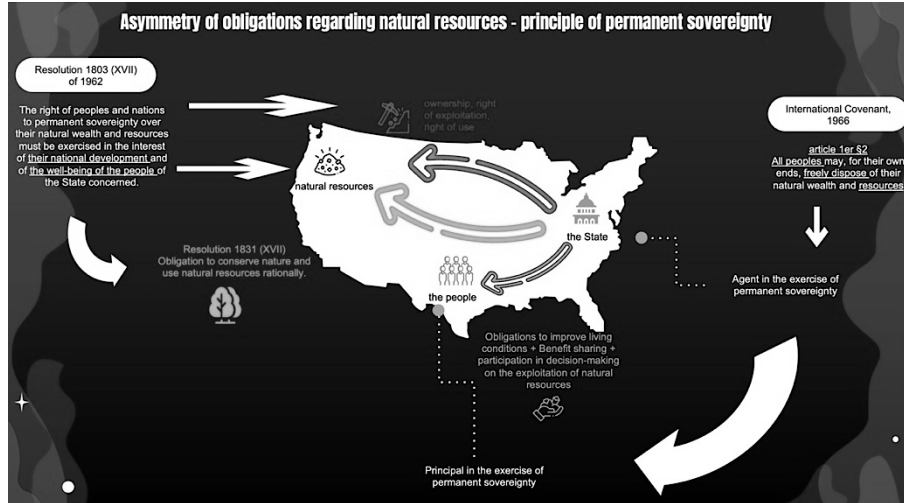 Asymmetry of obligations regarding natural resources - principle of permanent sovereignty
Resolution 1803 (XVII)
of 1962
The right of peoples and nations
to permanent sovereignty over
their natural wealth and resources
must be exercised in the interest
of their national development and
of the well-being of the people of
the State concerned.
ownership, right
of exploitation,
right of use
International Covenant,
1966
article 1er §2
All peoples may, for their own
ends, freely dispose of their
natural wealth and resources
natural resources
the State
Resolution 1831 (XVII)
Obligation to conserve nature and
use natural resources rationally.
the people
Agent in the exercise of
permanent sovereignty
Obligations to improve living
conditions + Benefit sharing +
participation in decision-making
on the exploitation of natural
resources
Principal in the exercise of
permanent sovereignty